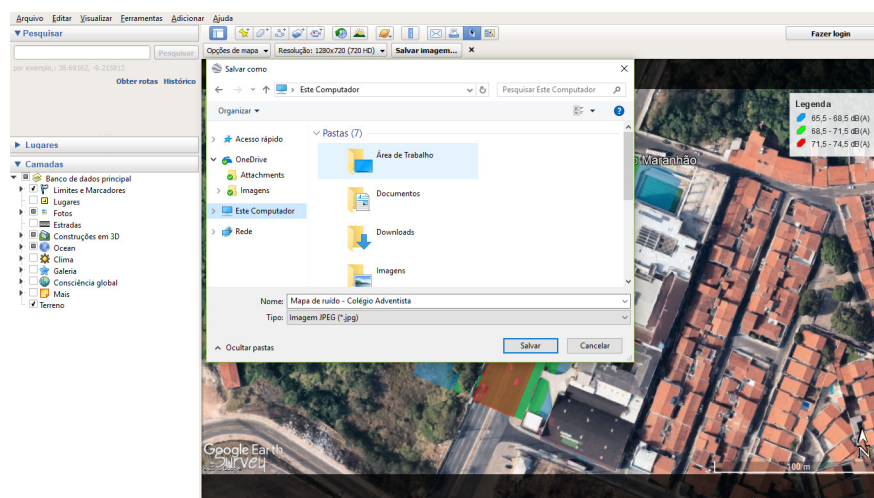 Arquivo Editar Visualizar Ferramentas Adicionar Ajuda
▼ Pesquisar
Pesquisar
por exemplo,: 38.69162, -9.215813
Obter rotas Histórico
▶ Lugares
▼ Camadas
Banco de dados principal
Limites e Marcadores
Lugares
Fotos
Estradas
Construções em 3D
Ocean
Clima
Galeria
Consciência global
Mais
Terreno
Fazer login
Opções de mapa Resolução: 1280x720 (720 HD) Salvar imagem... X
Salvar como
Este Computador
Pesquisar Este Computador
Organizar
Acesso rápido
OneDrive
Attachments
Imagens
Este Computador
Rede
Pastas (7)
Área de Trabalho
Documentos
Downloads
Imagens
Nome: Mapa de ruído - Colégio Adventista
Tipo: Imagem JPEG (*.jpg)
Ocultar pastas
Salvar Cancelar
Legenda
65,5 - 68,5 dB(A)
68,5 - 71,5 dB(A)
71,5 - 74,5 dB(A)
Maranhão
Google Earth
N
100 m